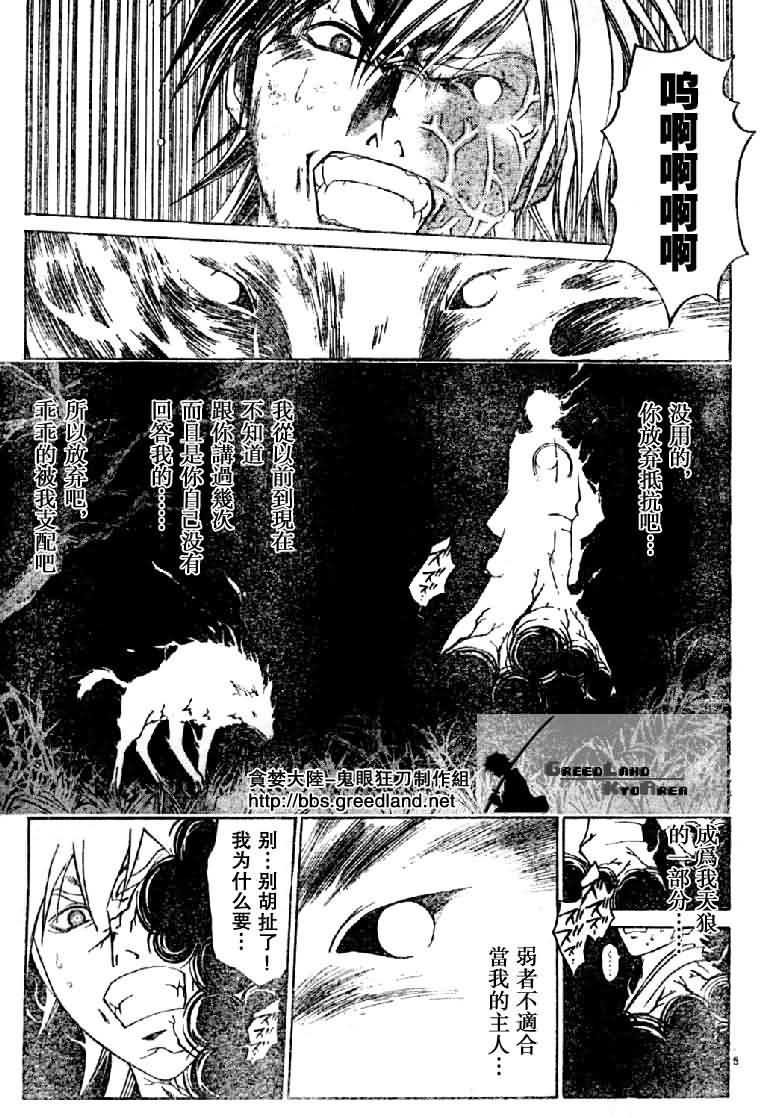 呜啊啊啊啊
没用的，
你放弃抵抗吧…
我從以前到現在
不知道
跟你講過幾次
而且是你自己没有
回答我的……
所以放弃吧，
乖乖的被我支配吧
貪婪大陸-鬼眼狂刀制作組
http://bbs.greedland.net
GREEDLAND
KYOAREA
成爲我天狼
的一部分……
弱者不適合
當我的主人…
别…别胡扯了！
我为什么要…